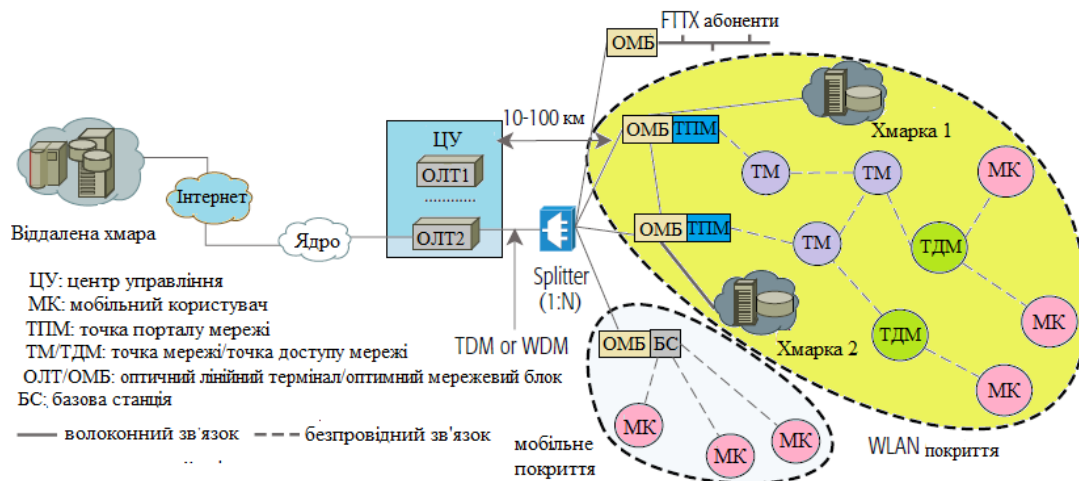 FTTX абоненти
ОМБ
10-100 км
Хмарка 1
ЦУ
ОМБ ТПМ
ОЛТ1
............
ТМ
ТМ
МК
Інтернет
Віддалена хмара
Ядро
ОЛТ2
ОМБ ТПМ
ТМ
ТДМ
Splitter
(1:N)
ЦУ: центр управління
МК: мобільний користувач
ТПМ: точка порталу мережі
ТМ/ТДМ: точка мережі/точка доступу мережі
ОЛТ/ОМБ: оптичний лінійний термінал/оптимний мережевий блок
БС: базова станція
TDM or WDM
ОМБ БС
Хмарка 2
ТДМ
МК
МК
МК
МК
МК
волоконний зв'язок
безпровідний зв'язок
мобільне
покриття
WLAN покриття